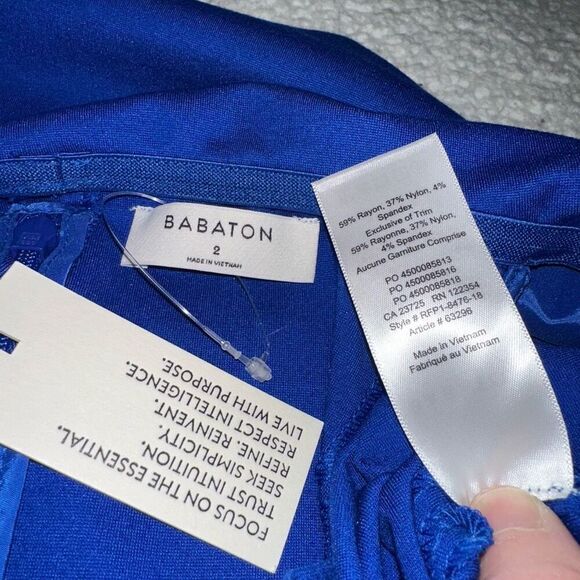 BABATON
2
MADE IN VIETNAM
59% Rayon, 37% Nylon, 4%
Spandex
Exclusive of Trim
59% Rayonne, 37% Nylon,
4% Spandex
Aucune Garniture Comprise
PO 4500085813
PO 4500085816
PO 4500085818
CA 23725 RN 122354
Style # RFP1-8476-18
Article # 63296
Made in Vietnam
Fabriqué au Vietnam
FOCUS ON THE ESSENTIAL.
TRUST INTUITION.
SEEK SIMPLICITY.
REFINE. REINVENT.
RESPECT INTELLIGENCE.
LIVE WITH PURPOSE.